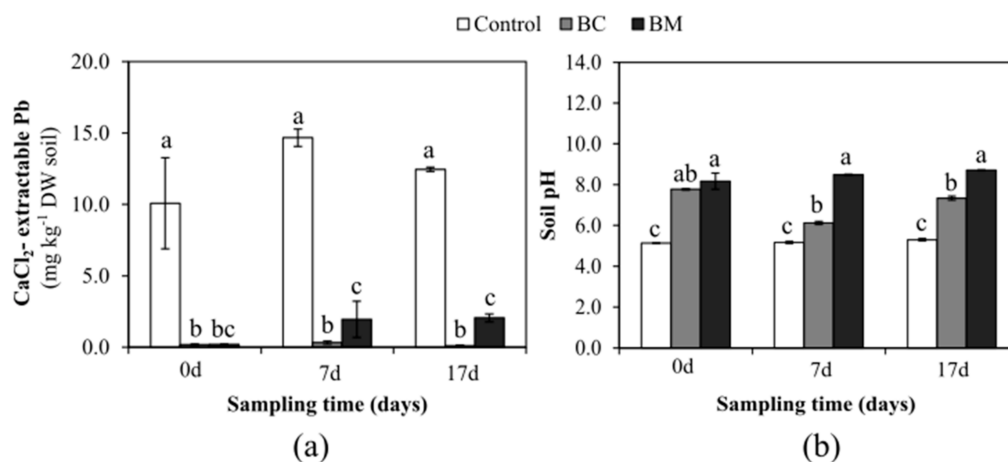 Control BC BM
CaCl2- extractable Pb
(mg kg-1 DW soil)
20.0
15.0
10.0
5.0
0.0
a
b bc
a
b
c
a
b
c
0d 7d 17d
Sampling time (days)
(a)
Soil pH
14.0
12.0
10.0
8.0
6.0
4.0
2.0
0.0
c
ab
a
c
b
a
c
b
a
0d 7d 17d
Sampling time (days)
(b)